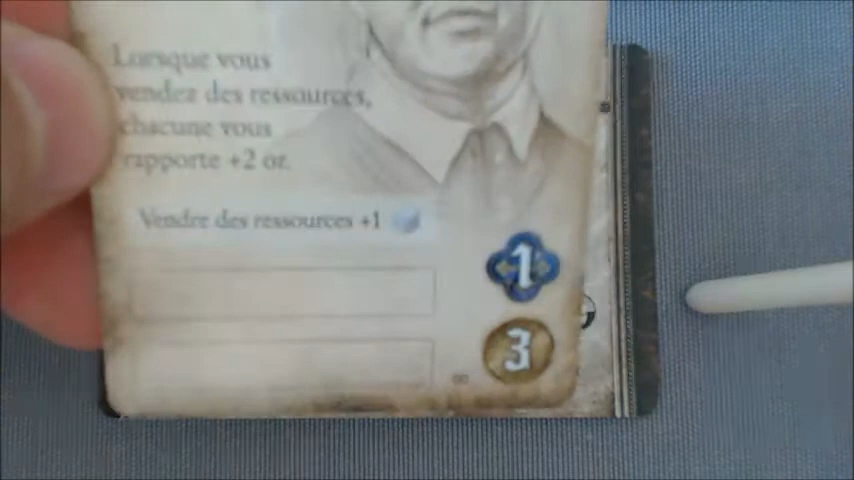 Lorsque vous
vendez des ressources,
chacune vous
rapporte +2 or.
Vendre des ressources +1
1
3